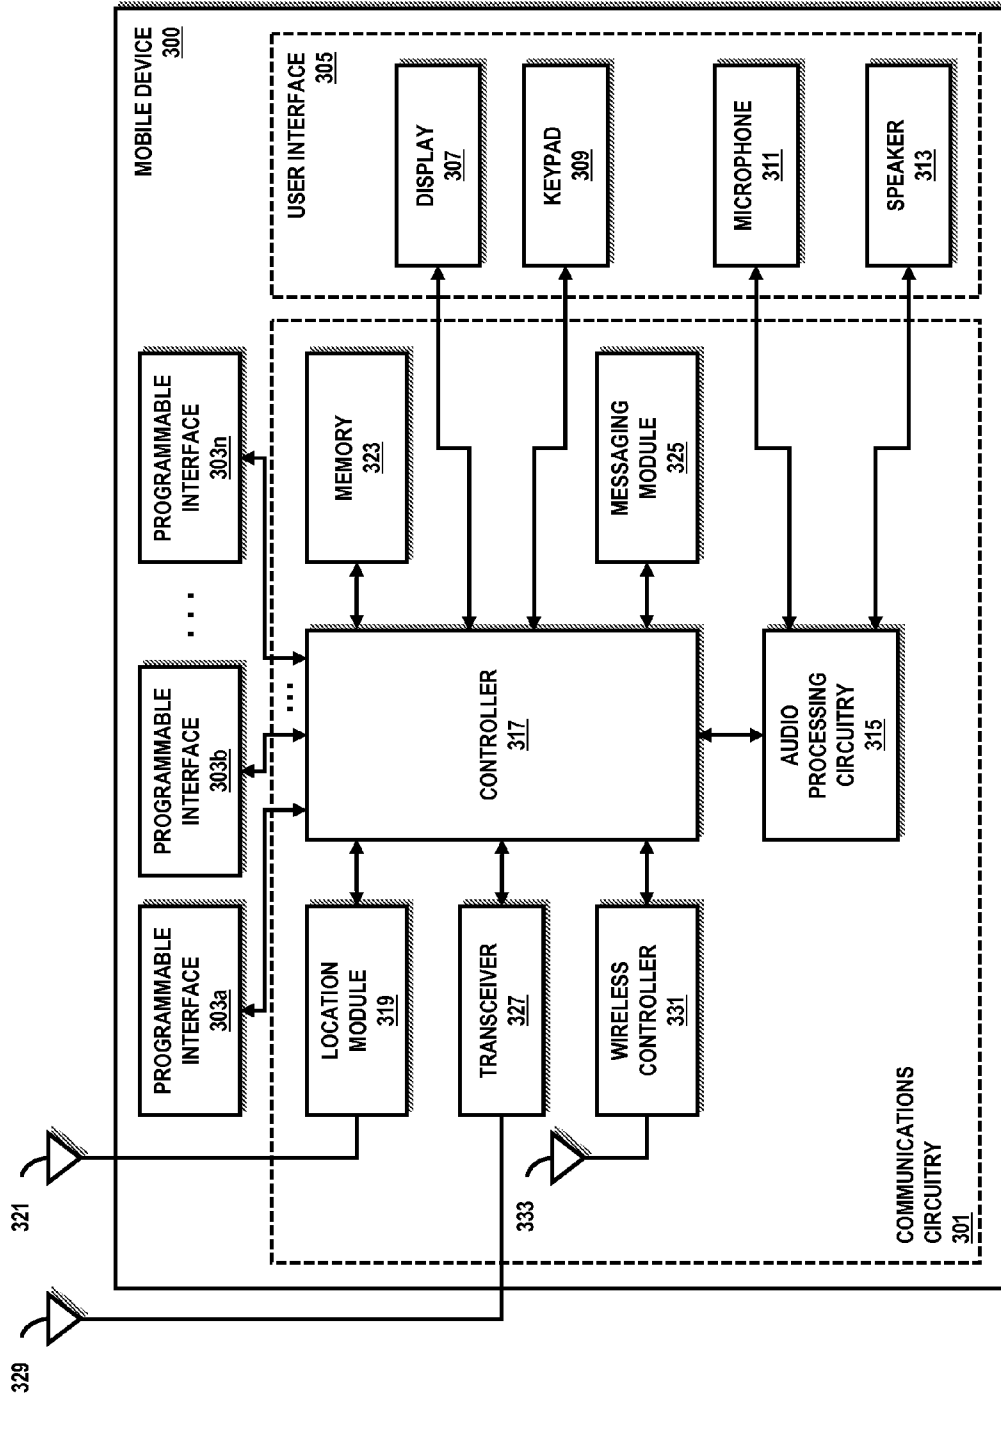 MOBILE DEVICE
300
329
321
PROGRAMMABLE
INTERFACE
303a
PROGRAMMABLE
INTERFACE
303b
. . .
PROGRAMMABLE
INTERFACE
303n
USER INTERFACE
305
LOCATION
MODULE
319
...
MEMORY
323
DISPLAY
307
TRANSCEIVER
327
CONTROLLER
317
KEYPAD
309
333
WIRELESS
CONTROLLER
331
MESSAGING
MODULE
325
MICROPHONE
311
AUDIO
PROCESSING
CIRCUITRY
315
SPEAKER
313
COMMUNICATIONS
CIRCUITRY
301